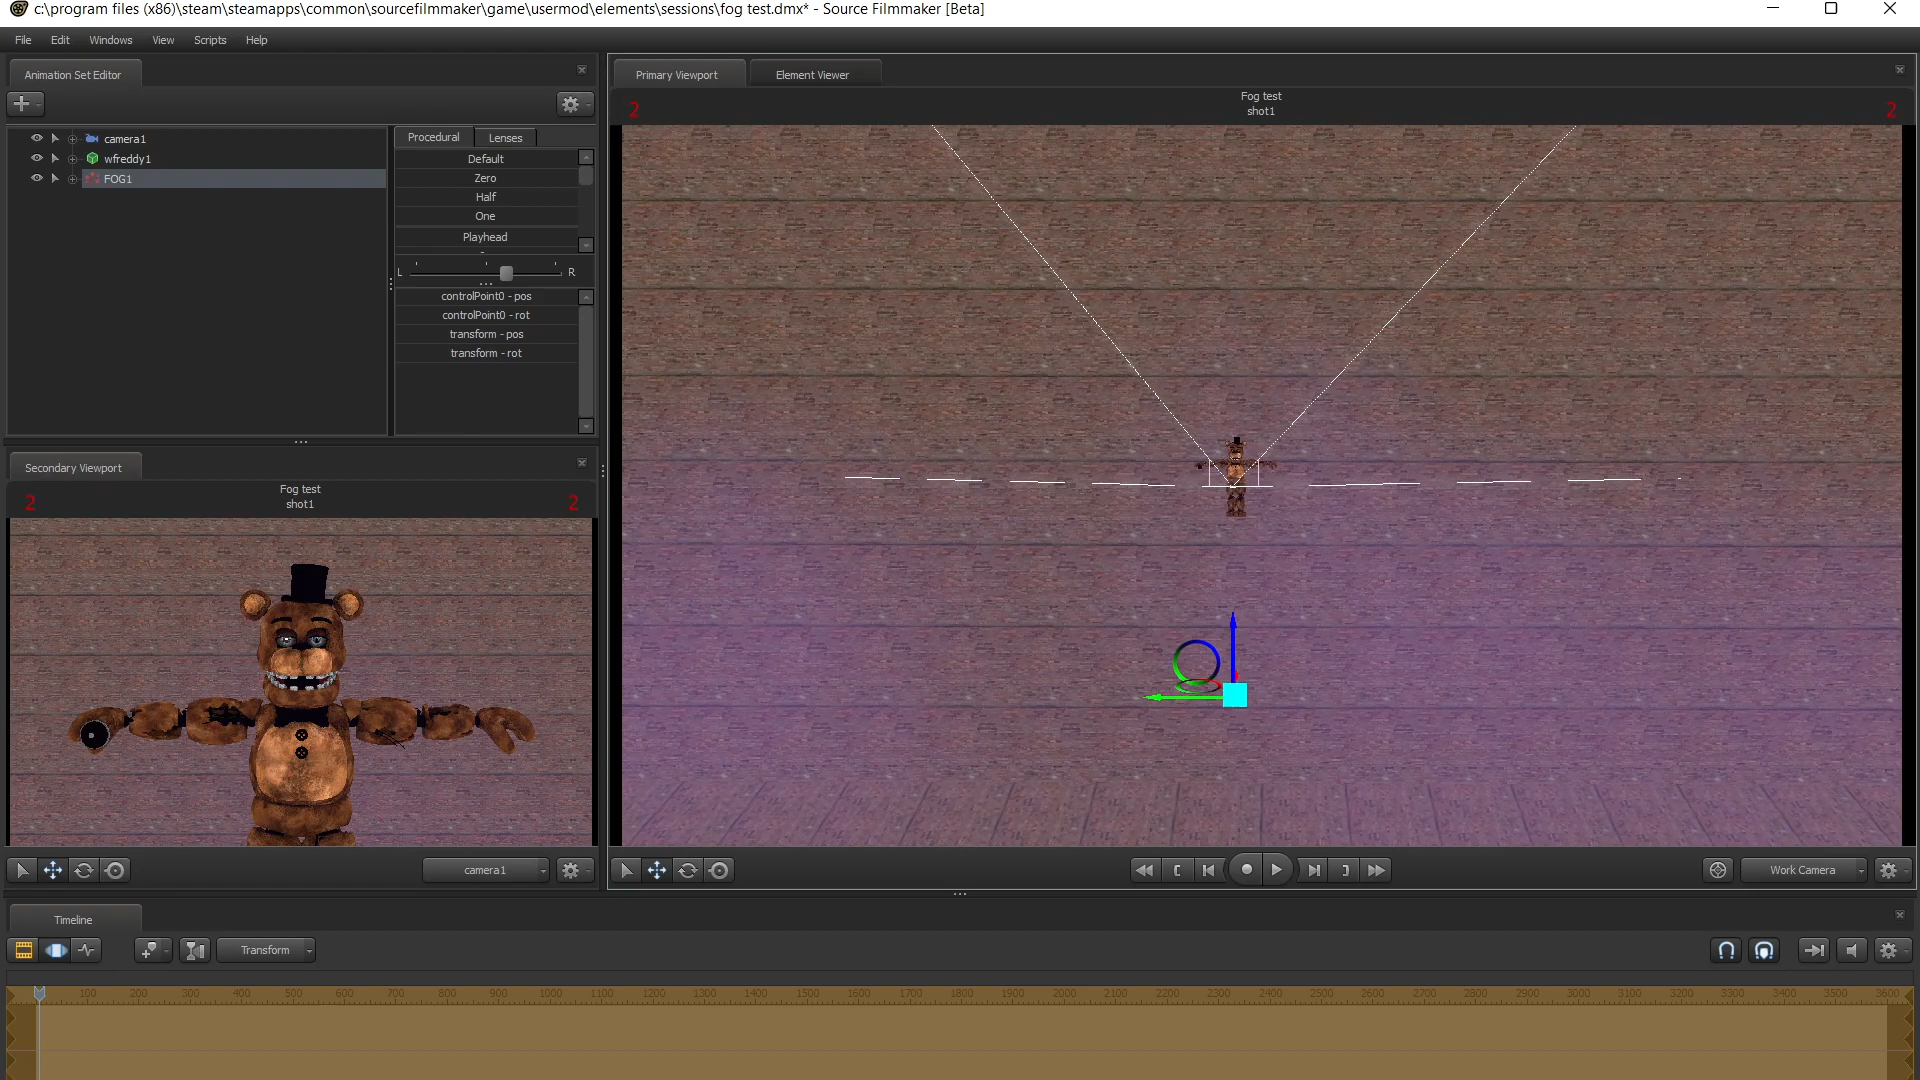 c:\program files (x86)\steam\steamapps\common\sourcefilmmaker\game\usermod\elements\sessions\fog test.dmx* - Source Filmmaker [Beta]
File Edit Windows View Scripts Help
Animation Set Editor
camera1
wfreddy1
FOG1
Procedural Lenses
Default
Zero
Half
One
Playhead
L R
controlPoint0 - pos
controlPoint0 - rot
transform - pos
transform - rot
Primary Viewport Element Viewer
Fog test
shot1
2 2
Secondary Viewport
Fog test
shot1
2 2
camera1
Work Camera
Timeline
Transform
100 200 300 400 500 600 700 800 900 1000 1100 1200 1300 1400 1500 1600 1700 1800 1900 2000 2100 2200 2300 2400 2500 2600 2700 2800 2900 3000 3100 3200 3300 3400 3500 3600